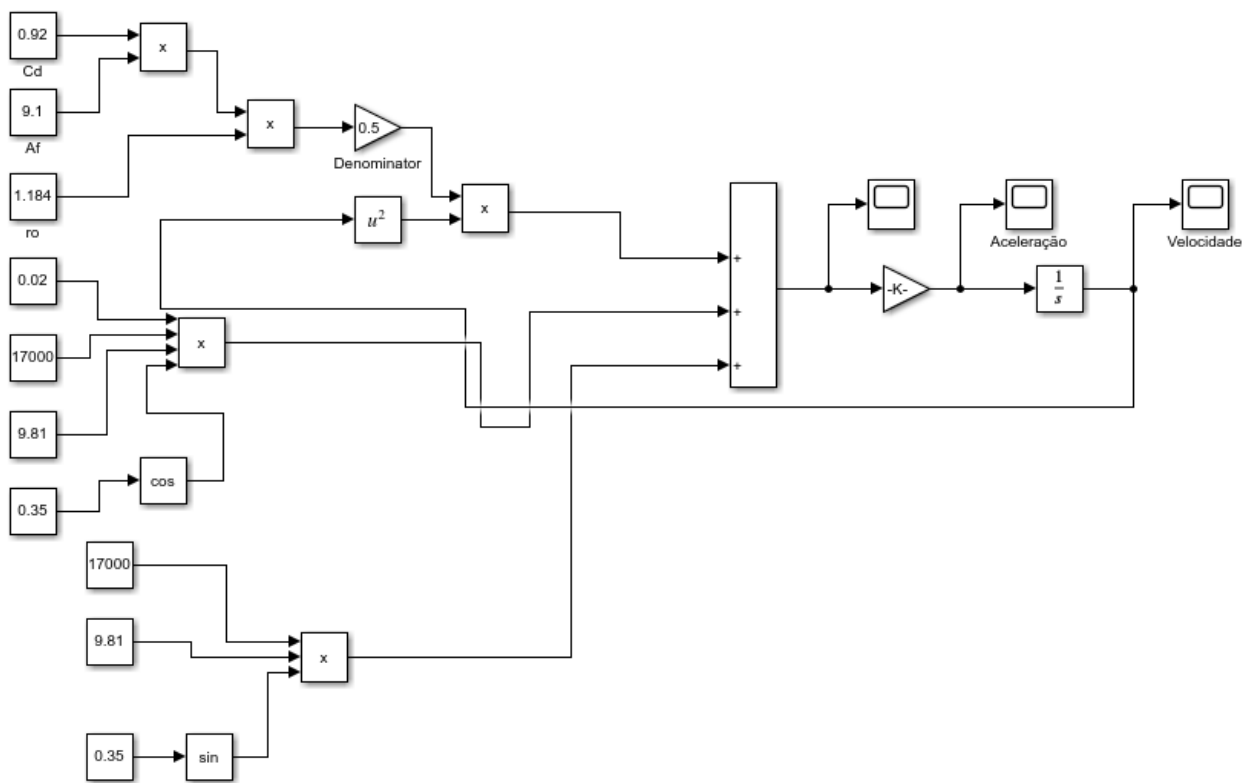 0.92
Cd
x
9.1
Af
x
0.5
Denominator
1.184
ro
u²
x
0.02
17000
x
9.81
0.35
cos
+
+
+
-K-
Aceleração
1
s
Velocidade
17000
9.81
x
0.35
sin